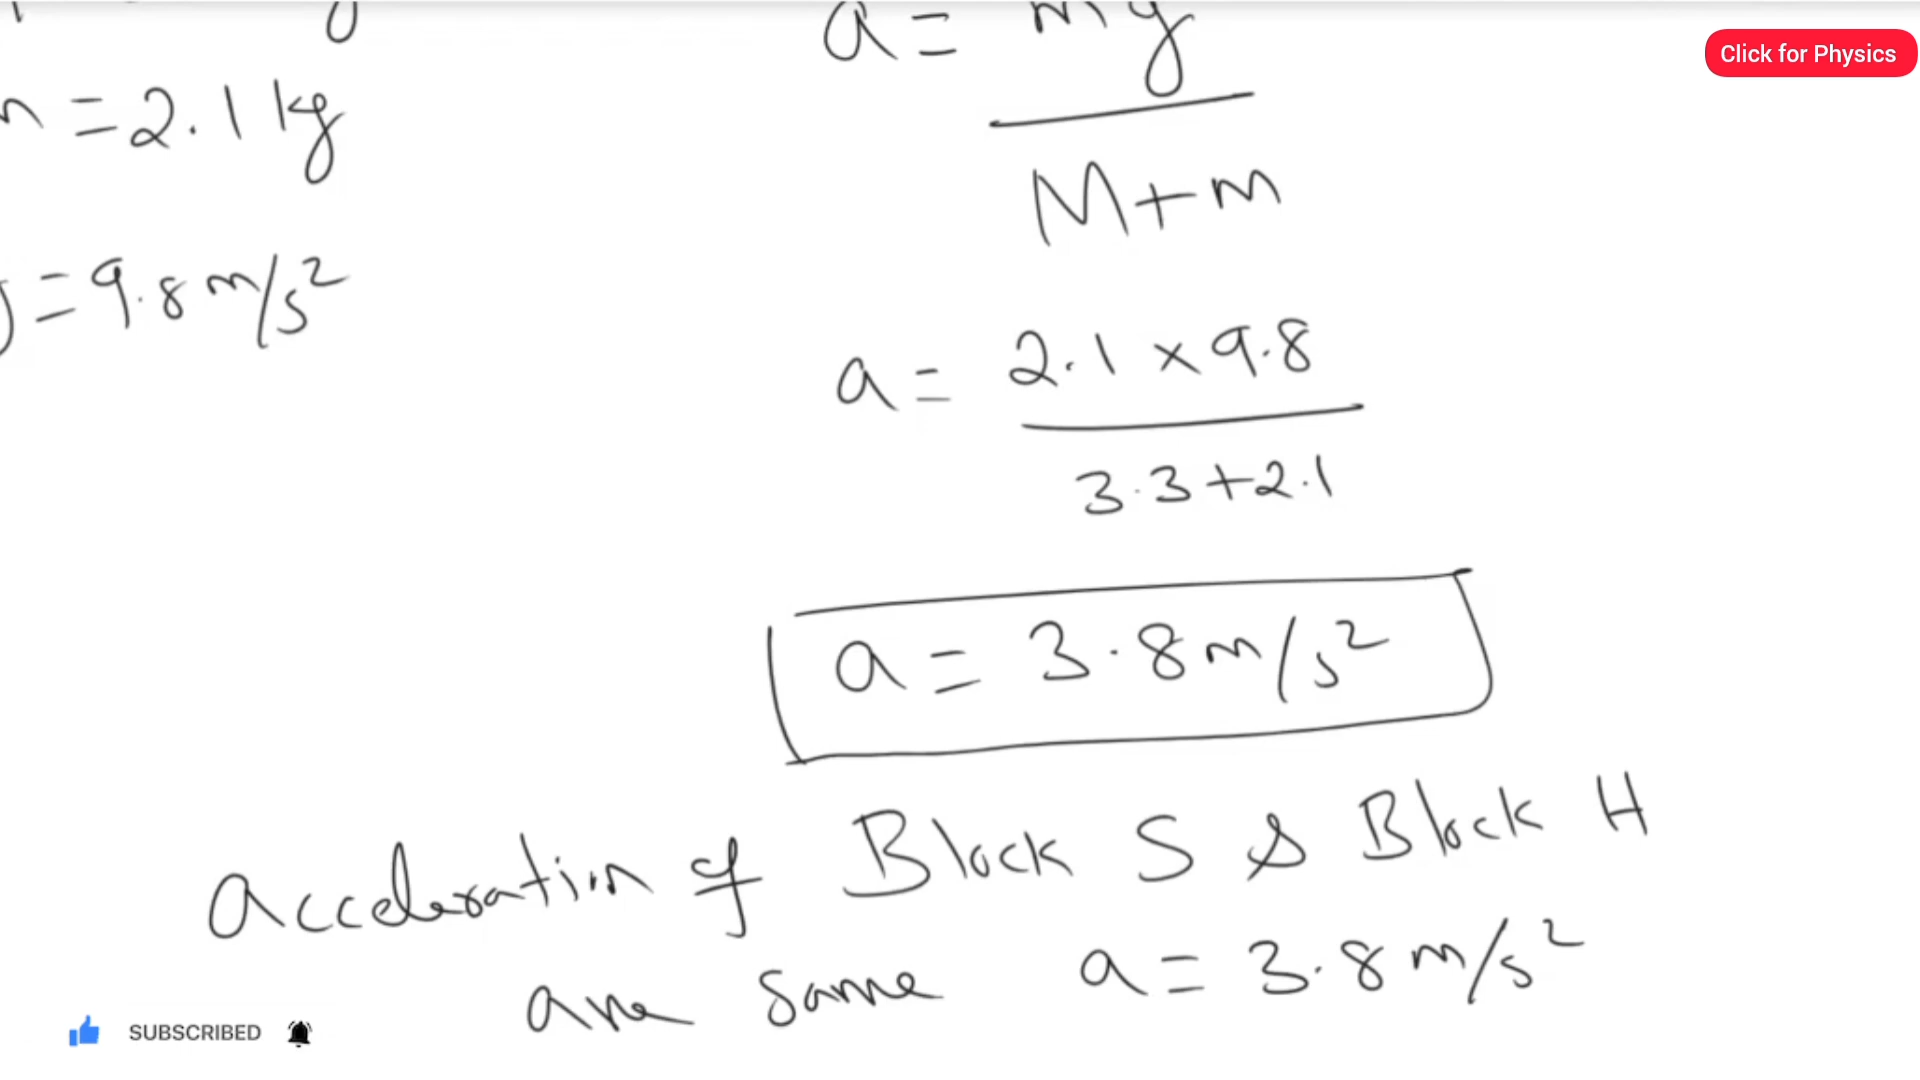 a = mg
Click for Physics
= 2.1 kg
M+m
= 9.8 m/s²
a = 2.1 × 9.8
3.3+2.1
a = 3.8 m/s²
acceleration of Block S & Block H
are same a = 3.8 m/s²
SUBSCRIBED